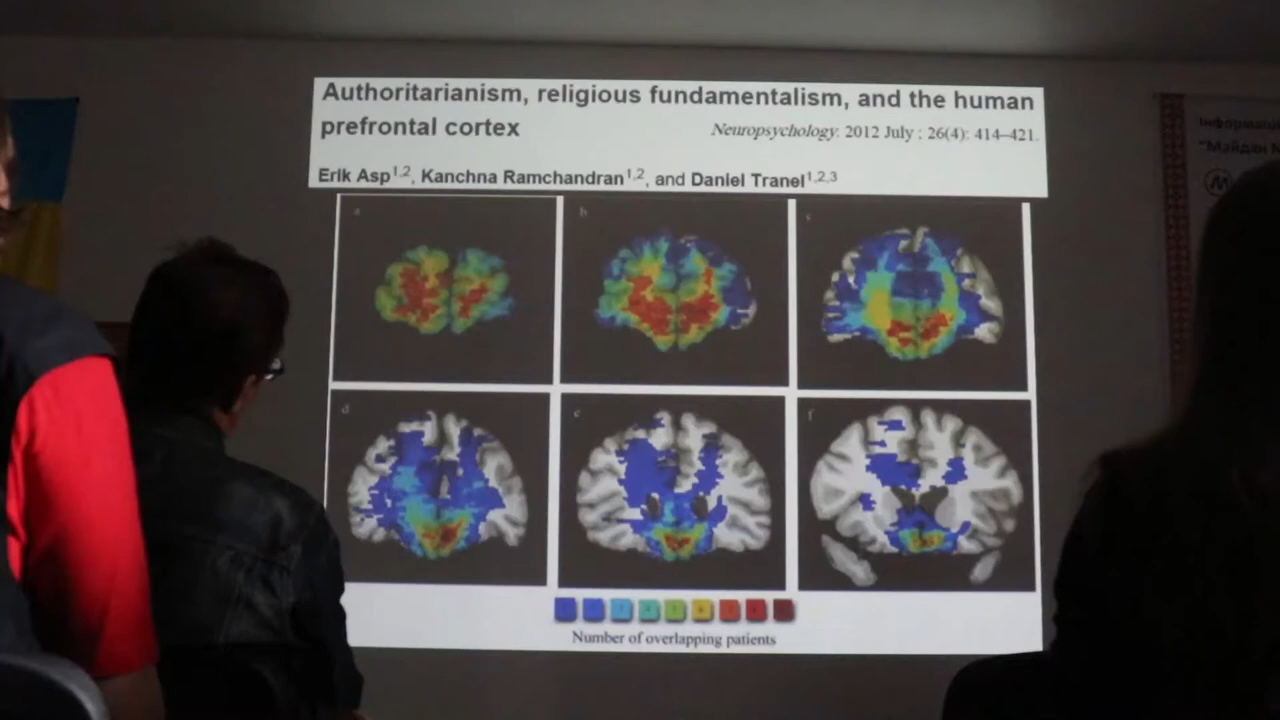 Authoritarianism, religious fundamentalism, and the human
prefrontal cortex
Neuropsychology. 2012 July ; 26(4): 414–421.
Erik Asp1,2, Kanchna Ramchandran1,2, and Daniel Tranel1,2,3
a
b
c
d
e
f
Number of overlapping patients
"Майдан
М